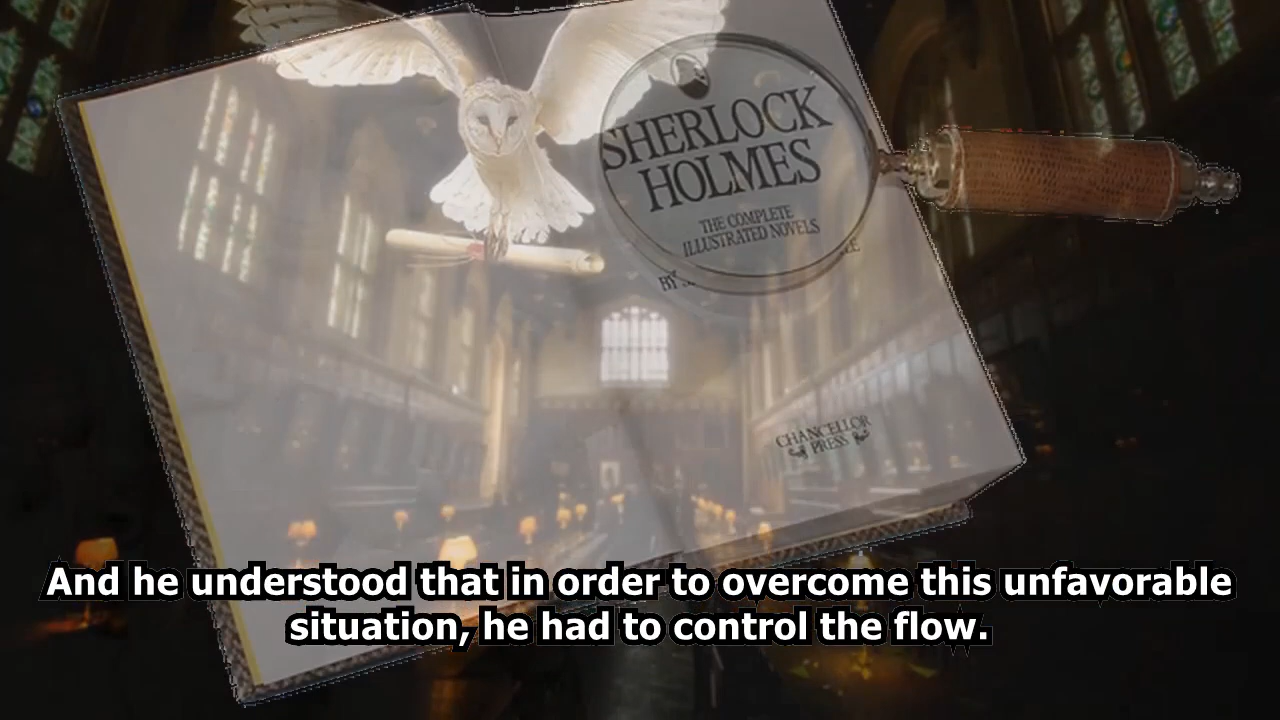 SHERLOCK
HOLMES
THE COMPLETE
ILLUSTRATED NOVELS
BY
CHANCELLOR
PRESS
And he understood that in order to overcome this unfavorable
situation, he had to control the flow.